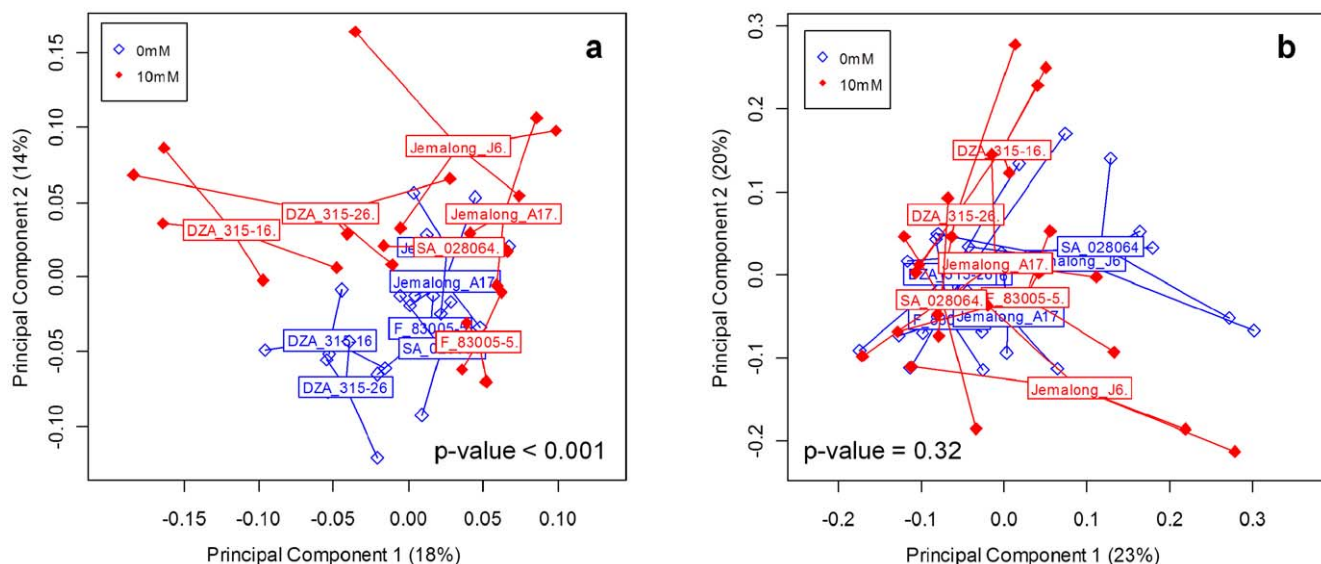 a
0mM
10mM
Principal Component 2 (14%)
0.15
0.10
0.05
0.00
-0.05
-0.10
Jemalong_J6.
DZA_315-26.
Jemalong_A17.
DZA_315-16.
SA_028064.
Jemalong_A17
F_83005-5.
DZA_315-16
DZA_315-26
p-value < 0.001
-0.15 -0.10 -0.05 0.00 0.05 0.10
Principal Component 1 (18%)
b
0mM
10mM
Principal Component 2 (20%)
0.3
0.2
0.1
0.0
-0.1
-0.2
DZA_315-16.
DZA_315-26.
SA_028064
Jemalong_A17.
SA_028064.
F_83005-5.
Jemalong_A17
Jemalong_J6.
p-value = 0.32
-0.2 -0.1 0.0 0.1 0.2 0.3
Principal Component 1 (23%)